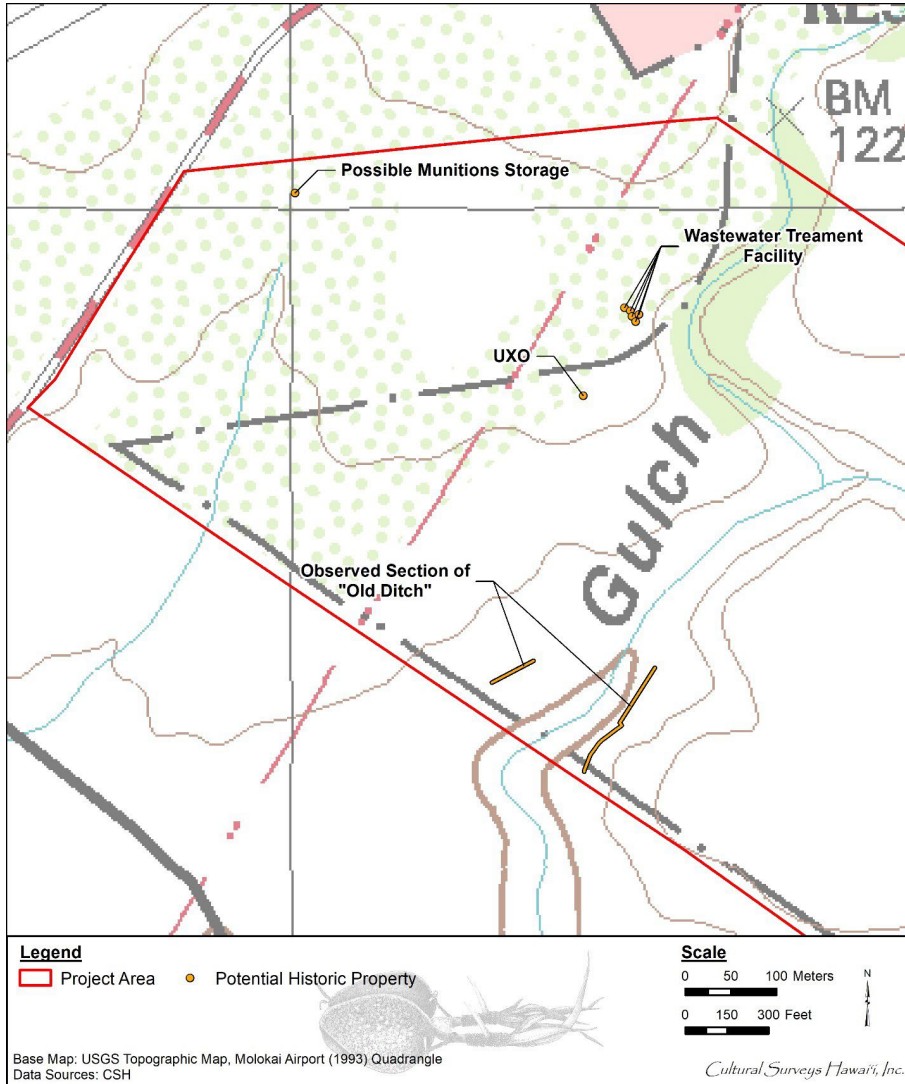 RES
BM
122
Possible Munitions Storage
Wastewater Treament
Facility
UXO
Gulch
Observed Section of
"Old Ditch"
Legend
Project Area
Potential Historic Property
Scale
0 50 100 Meters
0 150 300 Feet
N
Base Map: USGS Topographic Map, Molokai Airport (1993) Quadrangle
Data Sources: CSH
Cultural Surveys Hawai'i, Inc.